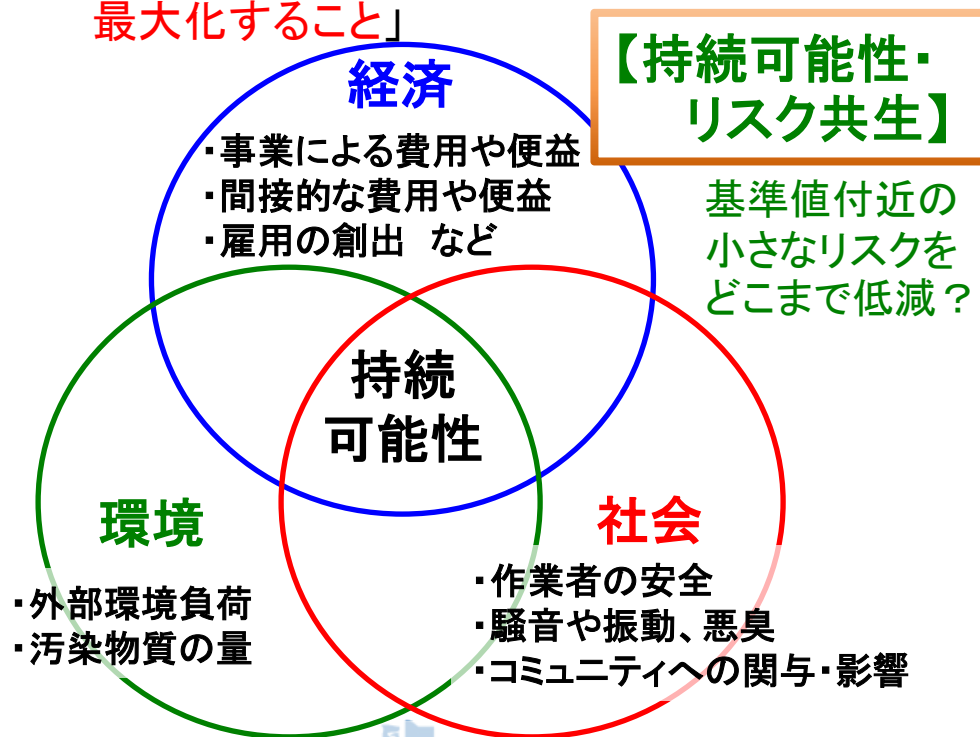 最大化すること」
経済
・事業による費用や便益
・間接的な費用や便益
・雇用の創出　など
【持続可能性・
リスク共生】
基準値付近の
小さなリスクを
どこまで低減？
持続
可能性
環境
・外部環境負荷
・汚染物質の量
社会
・作業者の安全
・騒音や振動、悪臭
・コミュニティへの関与・影響